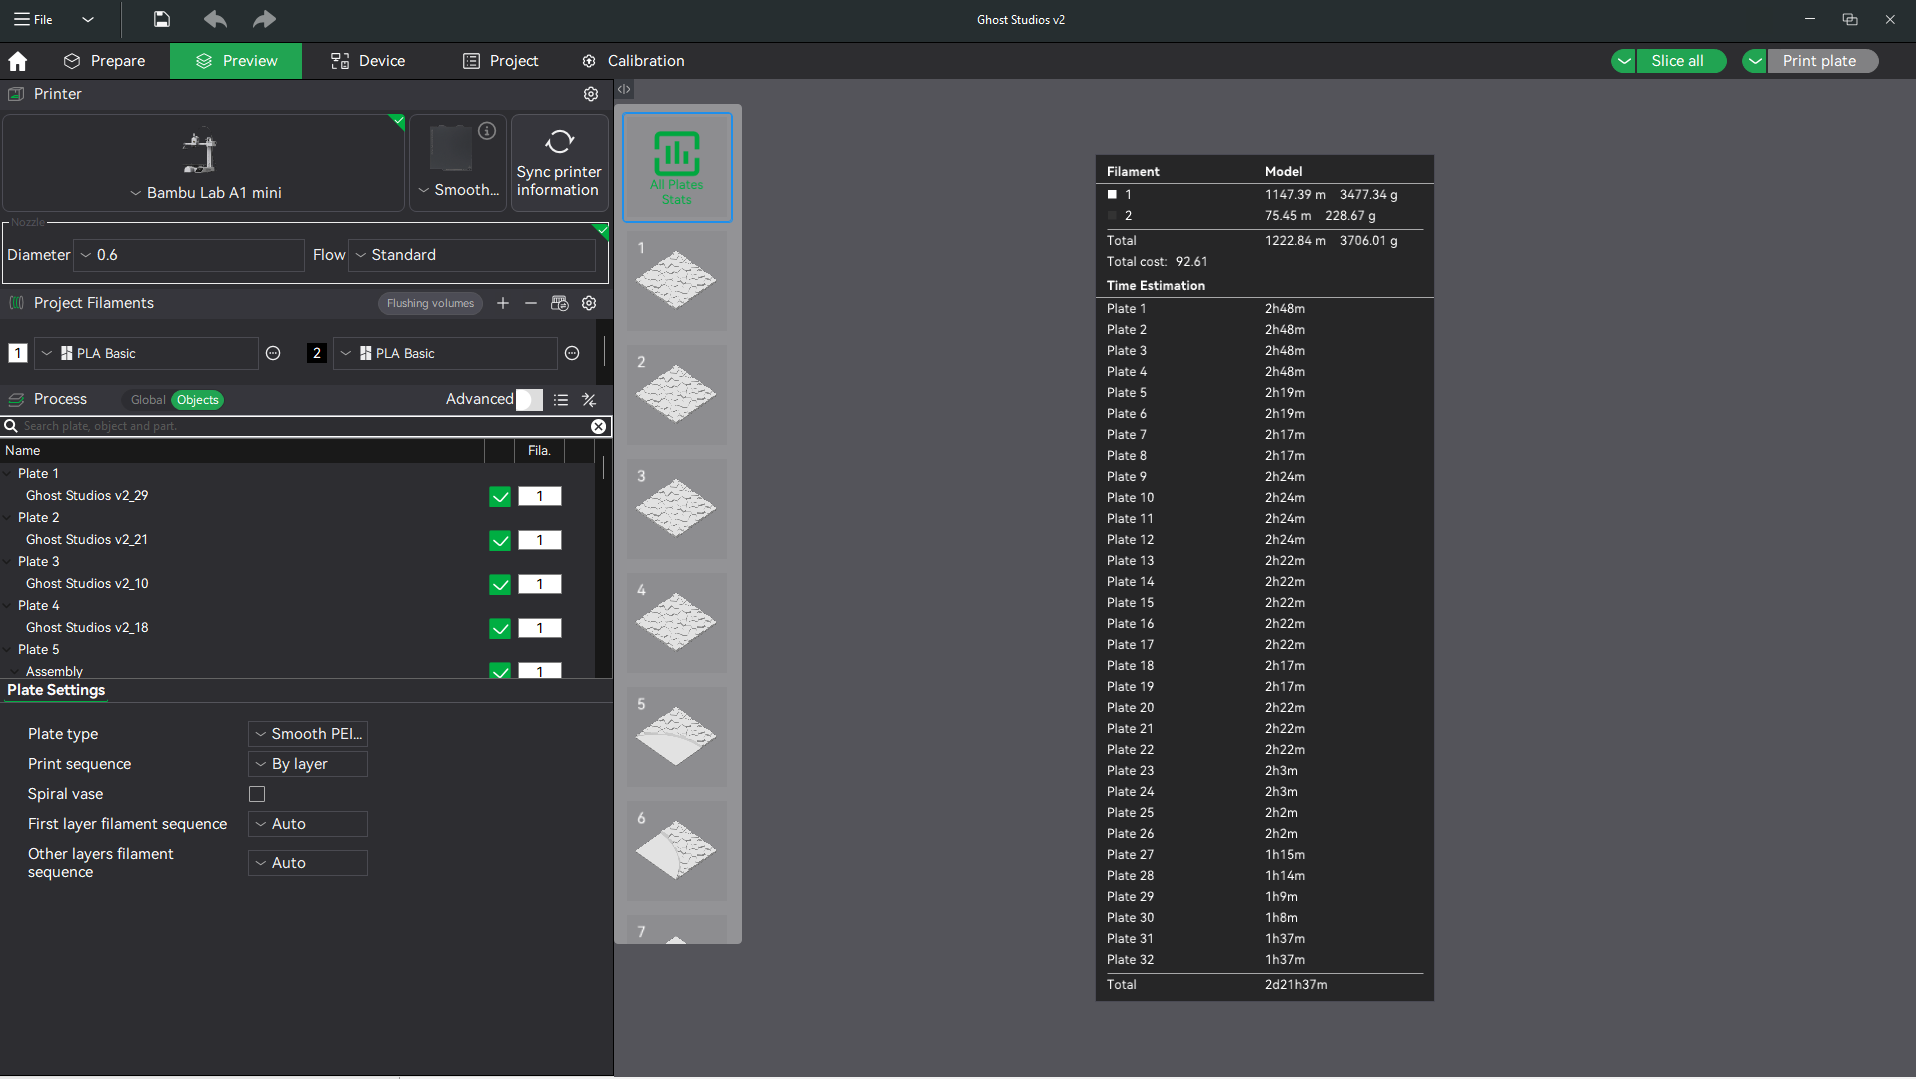 File
Ghost Studios v2
Prepare
Preview
Device
Project
Calibration
Slice all
Print plate
Printer
Bambu Lab A1 mini
Smooth...
Sync printer
information
Nozzle
Diameter 0.6
Flow Standard
Project Filaments
Flushing volumes
1 PLA Basic
2 PLA Basic
Process
Global Objects
Advanced
Search plate, object and part.
Name Fila.
Plate 1
Ghost Studios v2_29 1
Plate 2
Ghost Studios v2_21 1
Plate 3
Ghost Studios v2_10 1
Plate 4
Ghost Studios v2_18 1
Plate 5
Assembly 1
Plate Settings
Plate type Smooth PEI...
Print sequence By layer
Spiral vase
First layer filament sequence Auto
Other layers filament
sequence Auto
All Plates
Stats
1
2
3
4
5
6
7
Filament Model
1 1147.39 m 3477.34 g
2 75.45 m 228.67 g
Total 1222.84 m 3706.01 g
Total cost: 92.61
Time Estimation
Plate 1 2h48m
Plate 2 2h48m
Plate 3 2h48m
Plate 4 2h48m
Plate 5 2h19m
Plate 6 2h19m
Plate 7 2h17m
Plate 8 2h17m
Plate 9 2h24m
Plate 10 2h24m
Plate 11 2h24m
Plate 12 2h24m
Plate 13 2h22m
Plate 14 2h22m
Plate 15 2h22m
Plate 16 2h22m
Plate 17 2h22m
Plate 18 2h17m
Plate 19 2h17m
Plate 20 2h22m
Plate 21 2h22m
Plate 22 2h22m
Plate 23 2h3m
Plate 24 2h3m
Plate 25 2h2m
Plate 26 2h2m
Plate 27 1h15m
Plate 28 1h14m
Plate 29 1h9m
Plate 30 1h8m
Plate 31 1h37m
Plate 32 1h37m
Total 2d21h37m